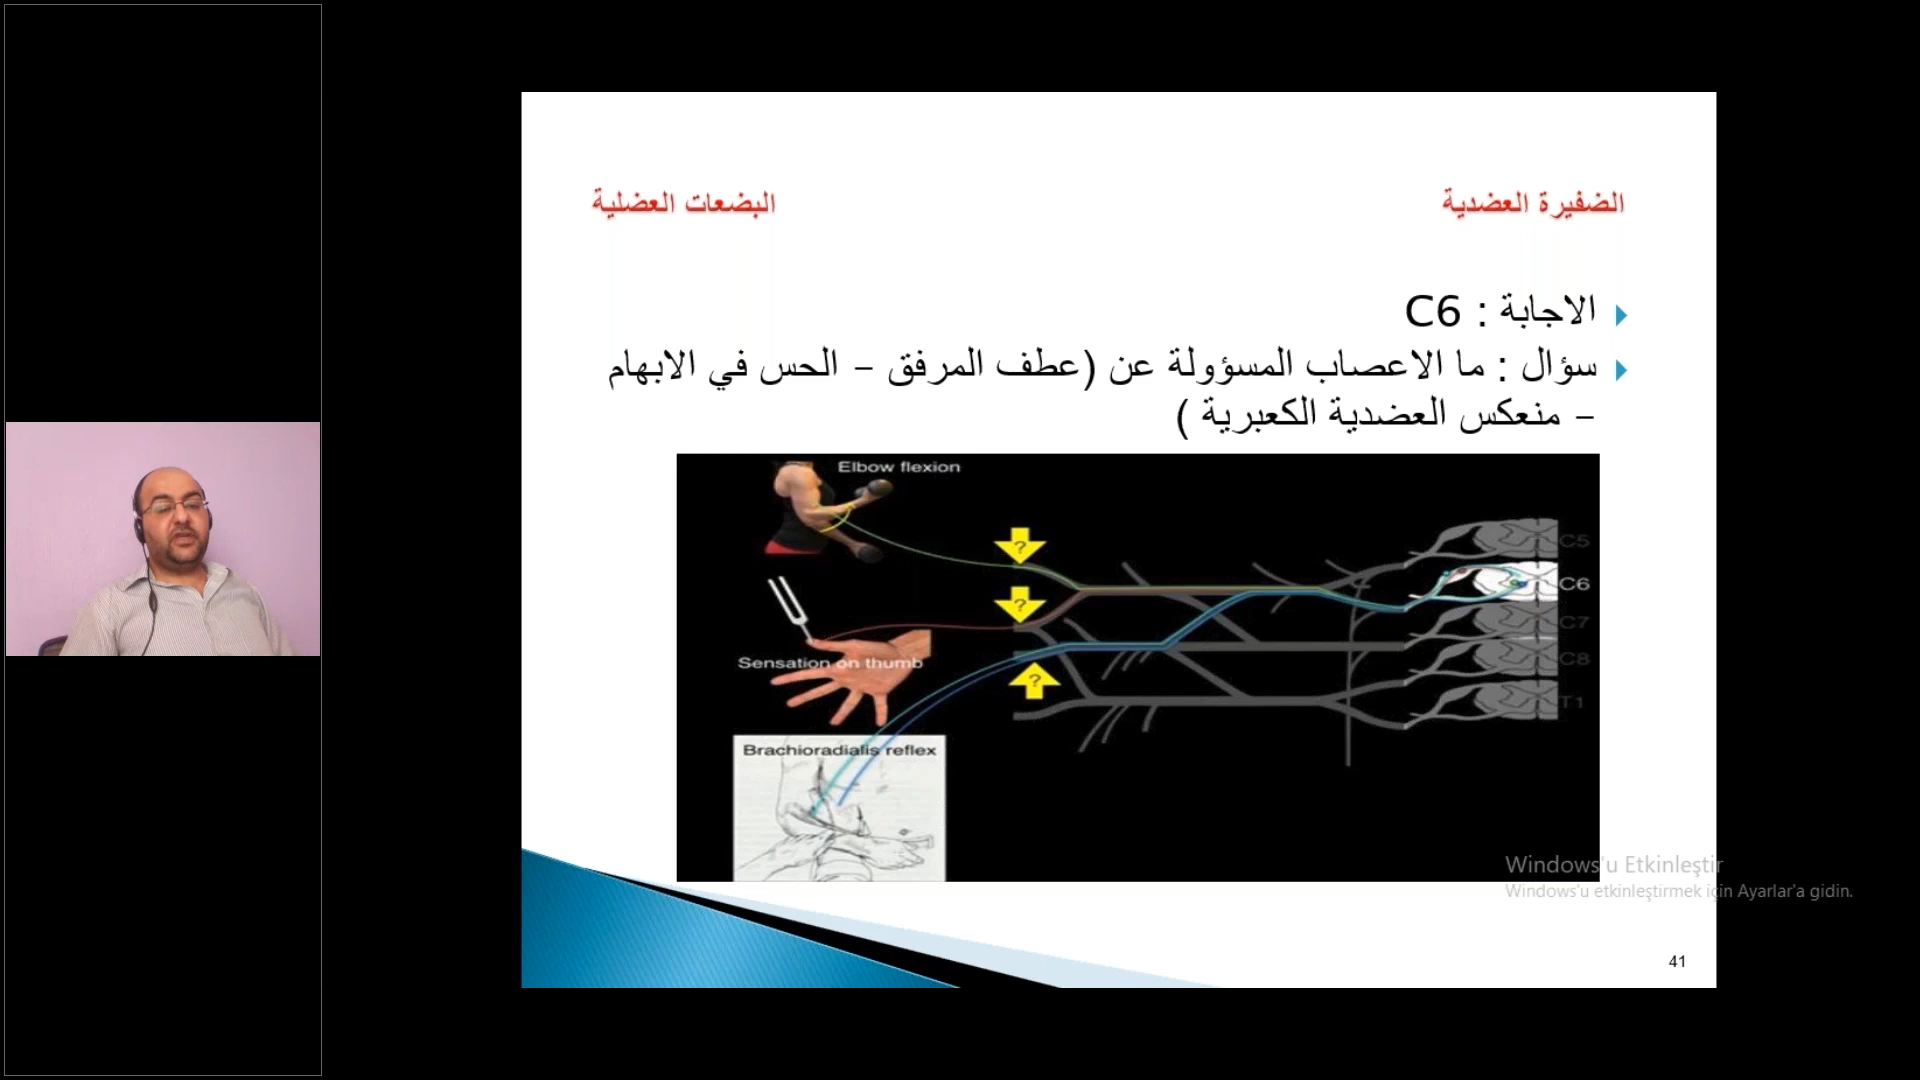 الضفيرة العضدية
البضعات العضلية
الاجابة : C6
سؤال : ما الاعصاب المسؤولة عن (عطف المرفق – الحس في الابهام
– منعكس العضدية الكعبرية )
Elbow flexion
?
C5
C6
?
C7
Sensation on thumb
C8
?
T1
Brachioradialis reflex
Windows'u Etkinleştir
Windows'u etkinleştirmek için Ayarlar'a gidin.
41